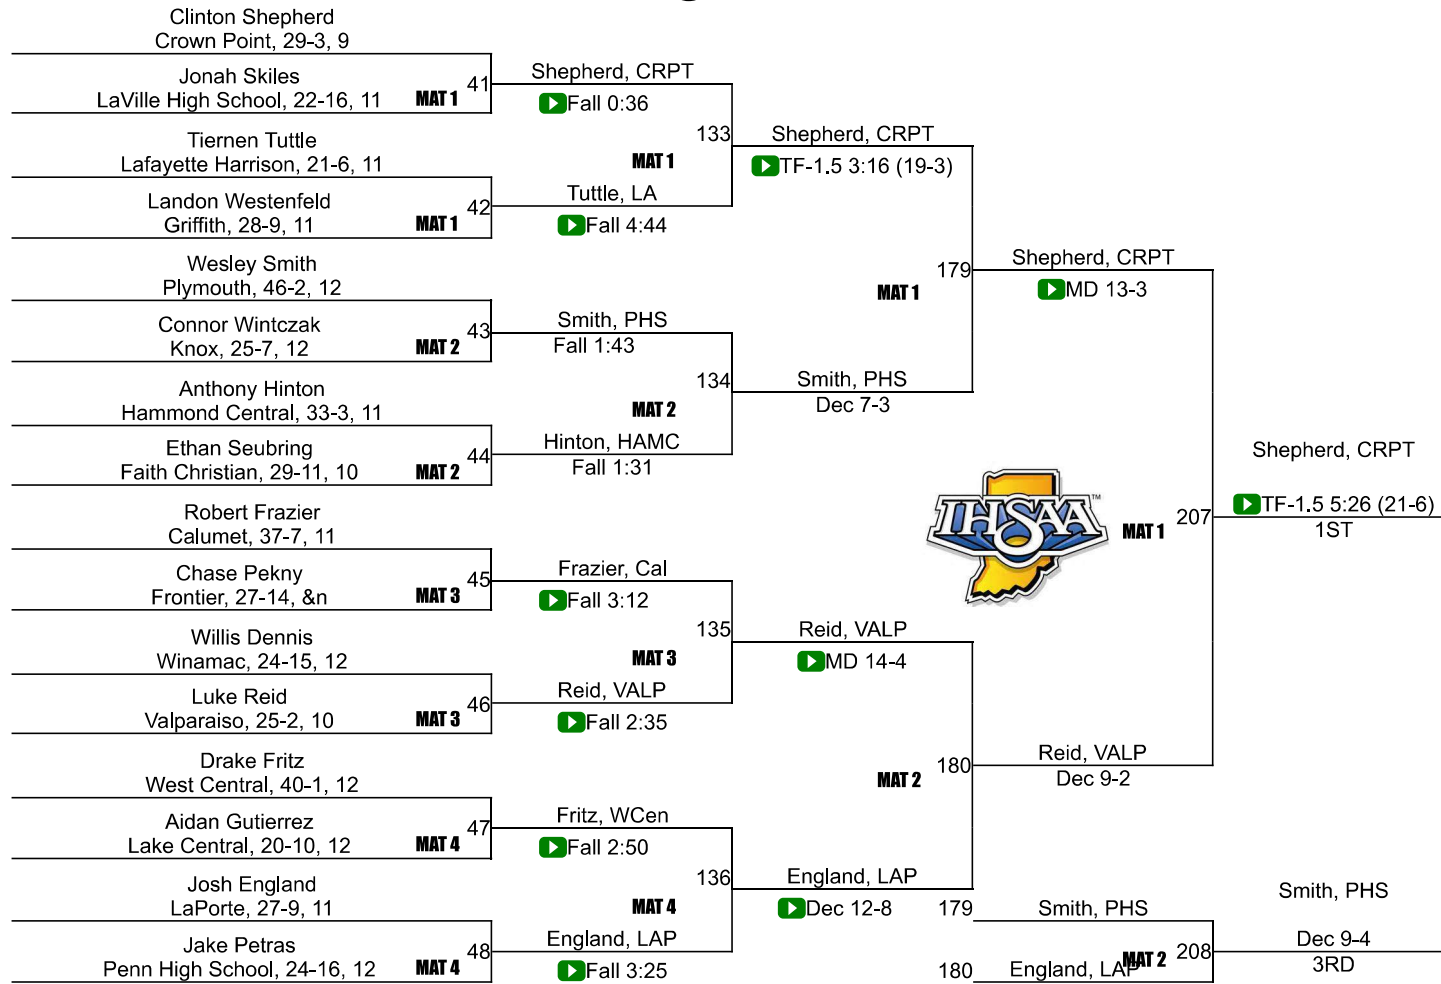 Clinton Shepherd
Crown Point, 29-3, 9
Jonah Skiles
LaVille High School, 22-16, 11
MAT 1
41
Tiernen Tuttle
Lafayette Harrison, 21-6, 11
Landon Westenfeld
Griffith, 28-9, 11
MAT 1
42
Wesley Smith
Plymouth, 46-2, 12
Connor Wintczak
Knox, 25-7, 12
MAT 2
43
Anthony Hinton
Hammond Central, 33-3, 11
Ethan Seubring
Faith Christian, 29-11, 10
MAT 2
44
Robert Frazier
Calumet, 37-7, 11
Chase Pekny
Frontier, 27-14, &n
MAT 3
45
Willis Dennis
Winamac, 24-15, 12
Luke Reid
Valparaiso, 25-2, 10
MAT 3
46
Drake Fritz
West Central, 40-1, 12
Aidan Gutierrez
Lake Central, 20-10, 12
MAT 4
47
Josh England
LaPorte, 27-9, 11
Jake Petras
Penn High School, 24-16, 12
MAT 4
48
Shepherd, CRPT
Fall 0:36
133
MAT 1
Tuttle, LA
Fall 4:44
Smith, PHS
Fall 1:43
134
MAT 2
Hinton, HAMC
Fall 1:31
Frazier, Cal
Fall 3:12
135
MAT 3
Reid, VALP
Fall 2:35
Fritz, WCen
Fall 2:50
136
MAT 4
England, LAP
Fall 3:25
Shepherd, CRPT
TF-1.5 3:16 (19-3)
179
MAT 1
Smith, PHS
Dec 7-3
Reid, VALP
MD 14-4
180
MAT 2
England, LAP
Dec 12-8
Shepherd, CRPT
MD 13-3
IHSAA
TM
MAT 1
207
Reid, VALP
Dec 9-2
Shepherd, CRPT
TF-1.5 5:26 (21-6)
1ST
179
Smith, PHS
MAT 2
208
180
England, LAP
Smith, PHS
Dec 9-4
3RD